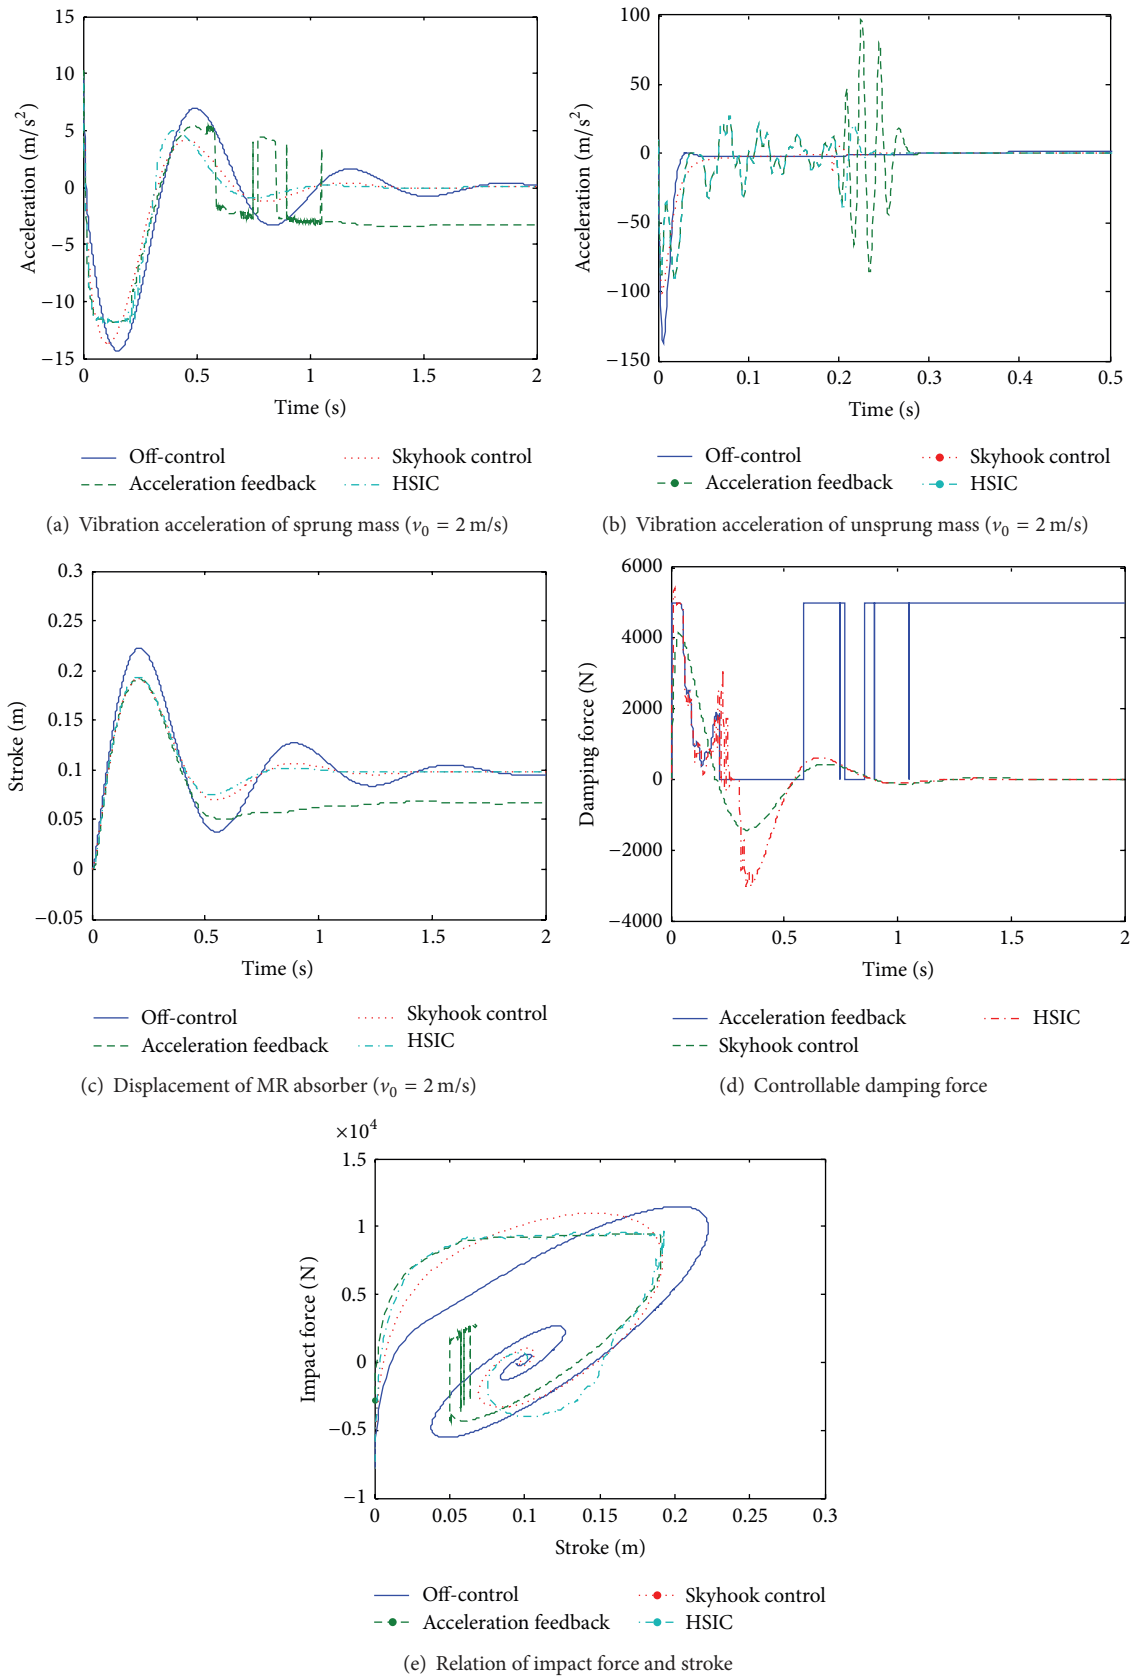 15
10
5
0
−5
−10
−15
Acceleration (m/s²)
0
0.5
1
1.5
2
Time (s)
Off-control
Acceleration feedback
Skyhook control
HSIC
(a) Vibration acceleration of sprung mass (v₀ = 2 m/s)
100
50
0
−50
−100
−150
Acceleration (m/s²)
0
0.1
0.2
0.3
0.4
0.5
Time (s)
Off-control
Acceleration feedback
Skyhook control
HSIC
(b) Vibration acceleration of unsprung mass (v₀ = 2 m/s)
0.3
0.25
0.2
0.15
0.1
0.05
0
−0.05
Stroke (m)
0
0.5
1
1.5
2
Time (s)
Off-control
Acceleration feedback
Skyhook control
HSIC
(c) Displacement of MR absorber (v₀ = 2 m/s)
6000
4000
2000
0
−2000
−4000
Damping force (N)
0
0.5
1
1.5
2
Time (s)
Acceleration feedback
Skyhook control
HSIC
(d) Controllable damping force
×10⁴
1.5
1
0.5
0
−0.5
−1
Impact force (N)
0
0.05
0.1
0.15
0.2
0.25
0.3
Stroke (m)
Off-control
Acceleration feedback
Skyhook control
HSIC
(e) Relation of impact force and stroke